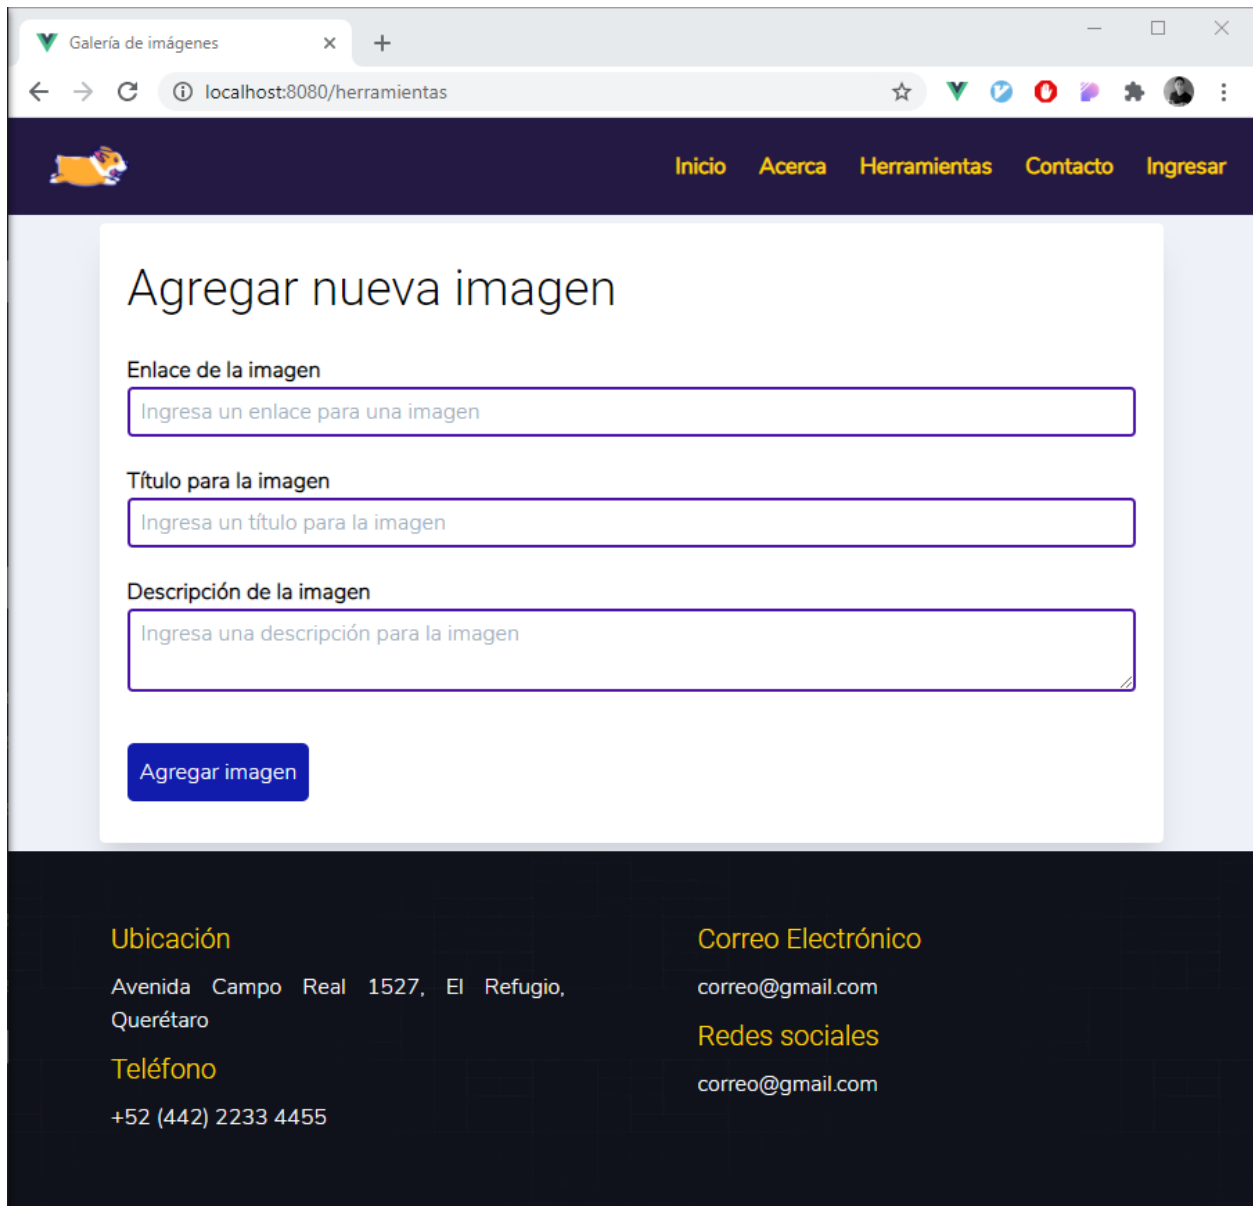 Galería de imágenes
localhost:8080/herramientas
Inicio Acerca Herramientas Contacto Ingresar
Agregar nueva imagen
Enlace de la imagen
Ingresa un enlace para una imagen
Título para la imagen
Ingresa un título para la imagen
Descripción de la imagen
Ingresa una descripción para la imagen
Agregar imagen
Ubicación
Avenida Campo Real 1527, El Refugio,
Querétaro
Teléfono
+52 (442) 2233 4455
Correo Electrónico
correo@gmail.com
Redes sociales
correo@gmail.com